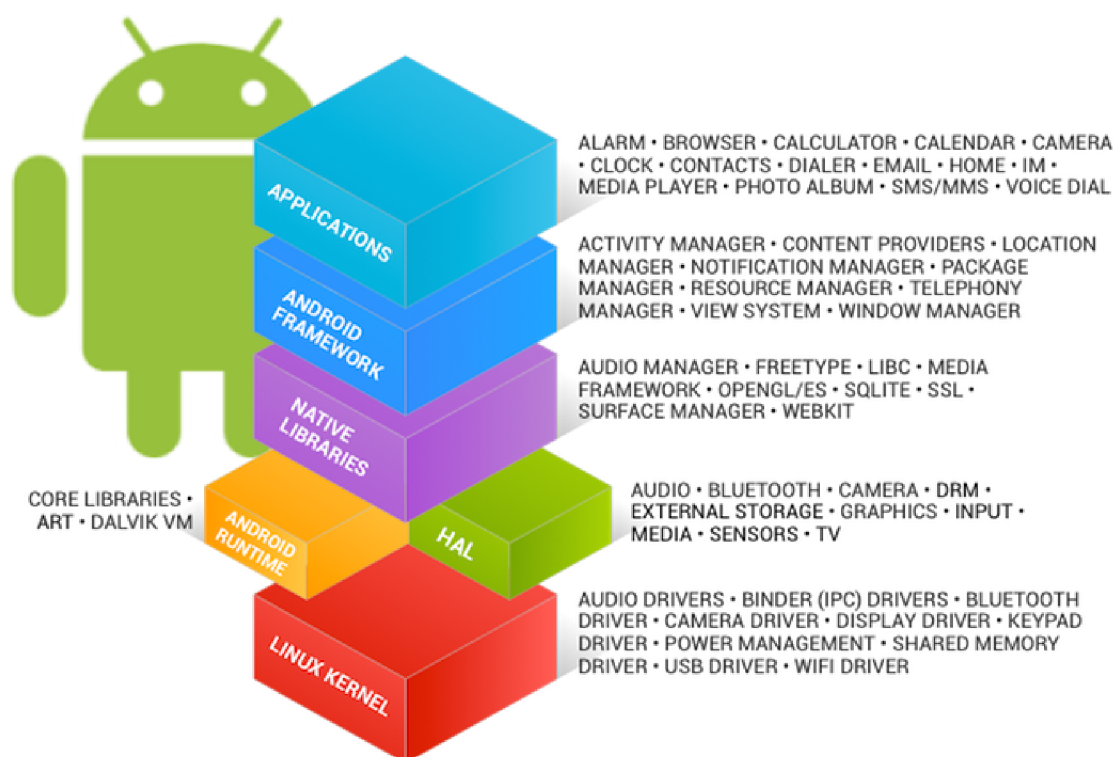 APPLICATIONS
ALARM • BROWSER • CALCULATOR • CALENDAR • CAMERA
• CLOCK • CONTACTS • DIALER • EMAIL • HOME • IM •
MEDIA PLAYER • PHOTO ALBUM • SMS/MMS • VOICE DIAL
ANDROID
FRAMEWORK
ACTIVITY MANAGER • CONTENT PROVIDERS • LOCATION
MANAGER • NOTIFICATION MANAGER • PACKAGE
MANAGER • RESOURCE MANAGER • TELEPHONY
MANAGER • VIEW SYSTEM • WINDOW MANAGER
NATIVE
LIBRARIES
AUDIO MANAGER • FREETYPE • LIBC • MEDIA
FRAMEWORK • OPENGL/ES • SQLITE • SSL •
SURFACE MANAGER • WEBKIT
CORE LIBRARIES •
ART • DALVIK VM
ANDROID
RUNTIME
HAL
AUDIO • BLUETOOTH • CAMERA • DRM •
EXTERNAL STORAGE • GRAPHICS • INPUT •
MEDIA • SENSORS • TV
LINUX KERNEL
AUDIO DRIVERS • BINDER (IPC) DRIVERS • BLUETOOTH
DRIVER • CAMERA DRIVER • DISPLAY DRIVER • KEYPAD
DRIVER • POWER MANAGEMENT • SHARED MEMORY
DRIVER • USB DRIVER • WIFI DRIVER